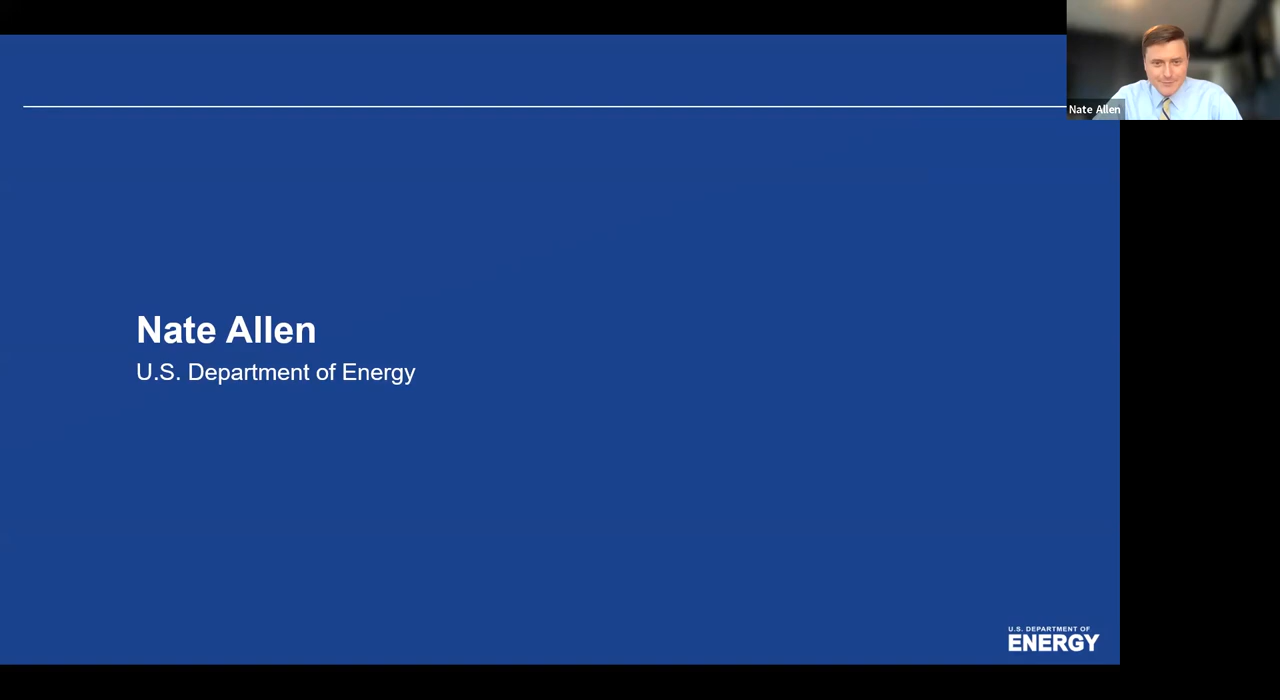 Nate Allen
Nate Allen
U.S. Department of Energy
U.S. DEPARTMENT OF
ENERGY